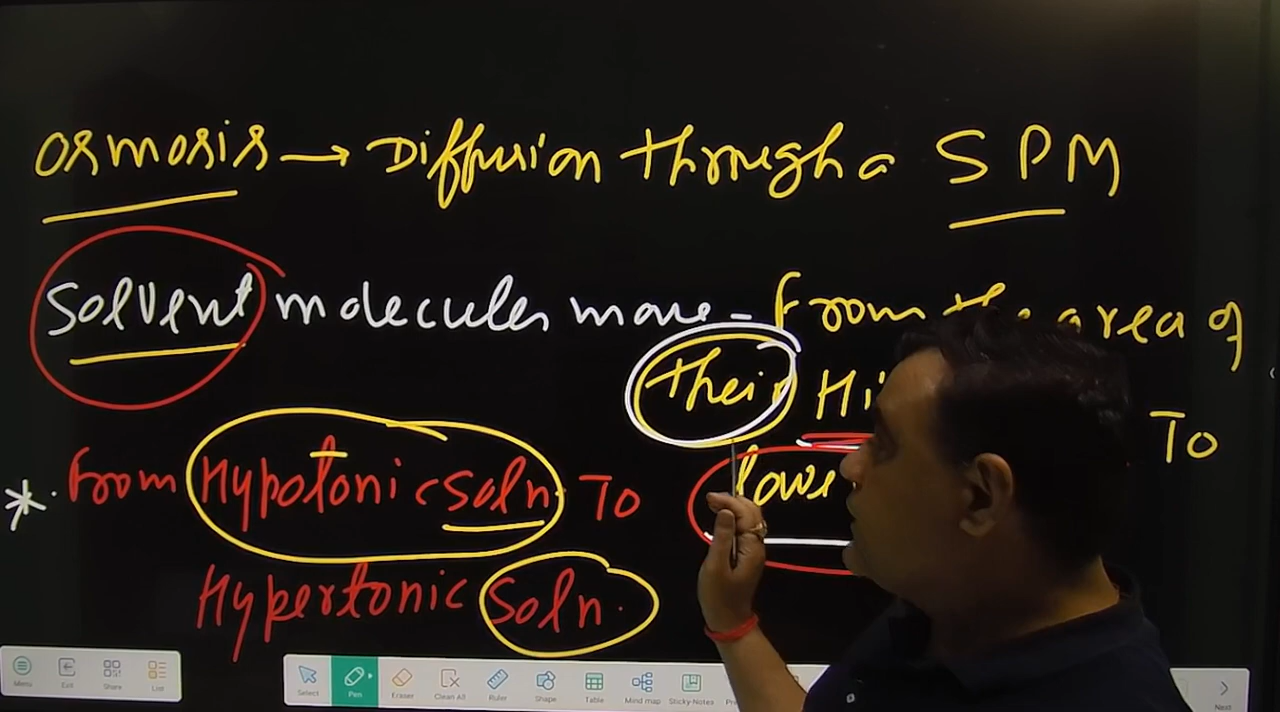 Osmosis → Diffusion through a SPM
Solvent molecules move - from the area of
their Hi To
lowe
* From Hypotonic soln To
Hypertonic Soln.
Menu Exit Share List Select Pen Eraser Clean All Ruler Shape Table Mind map Sticky-Notes Next